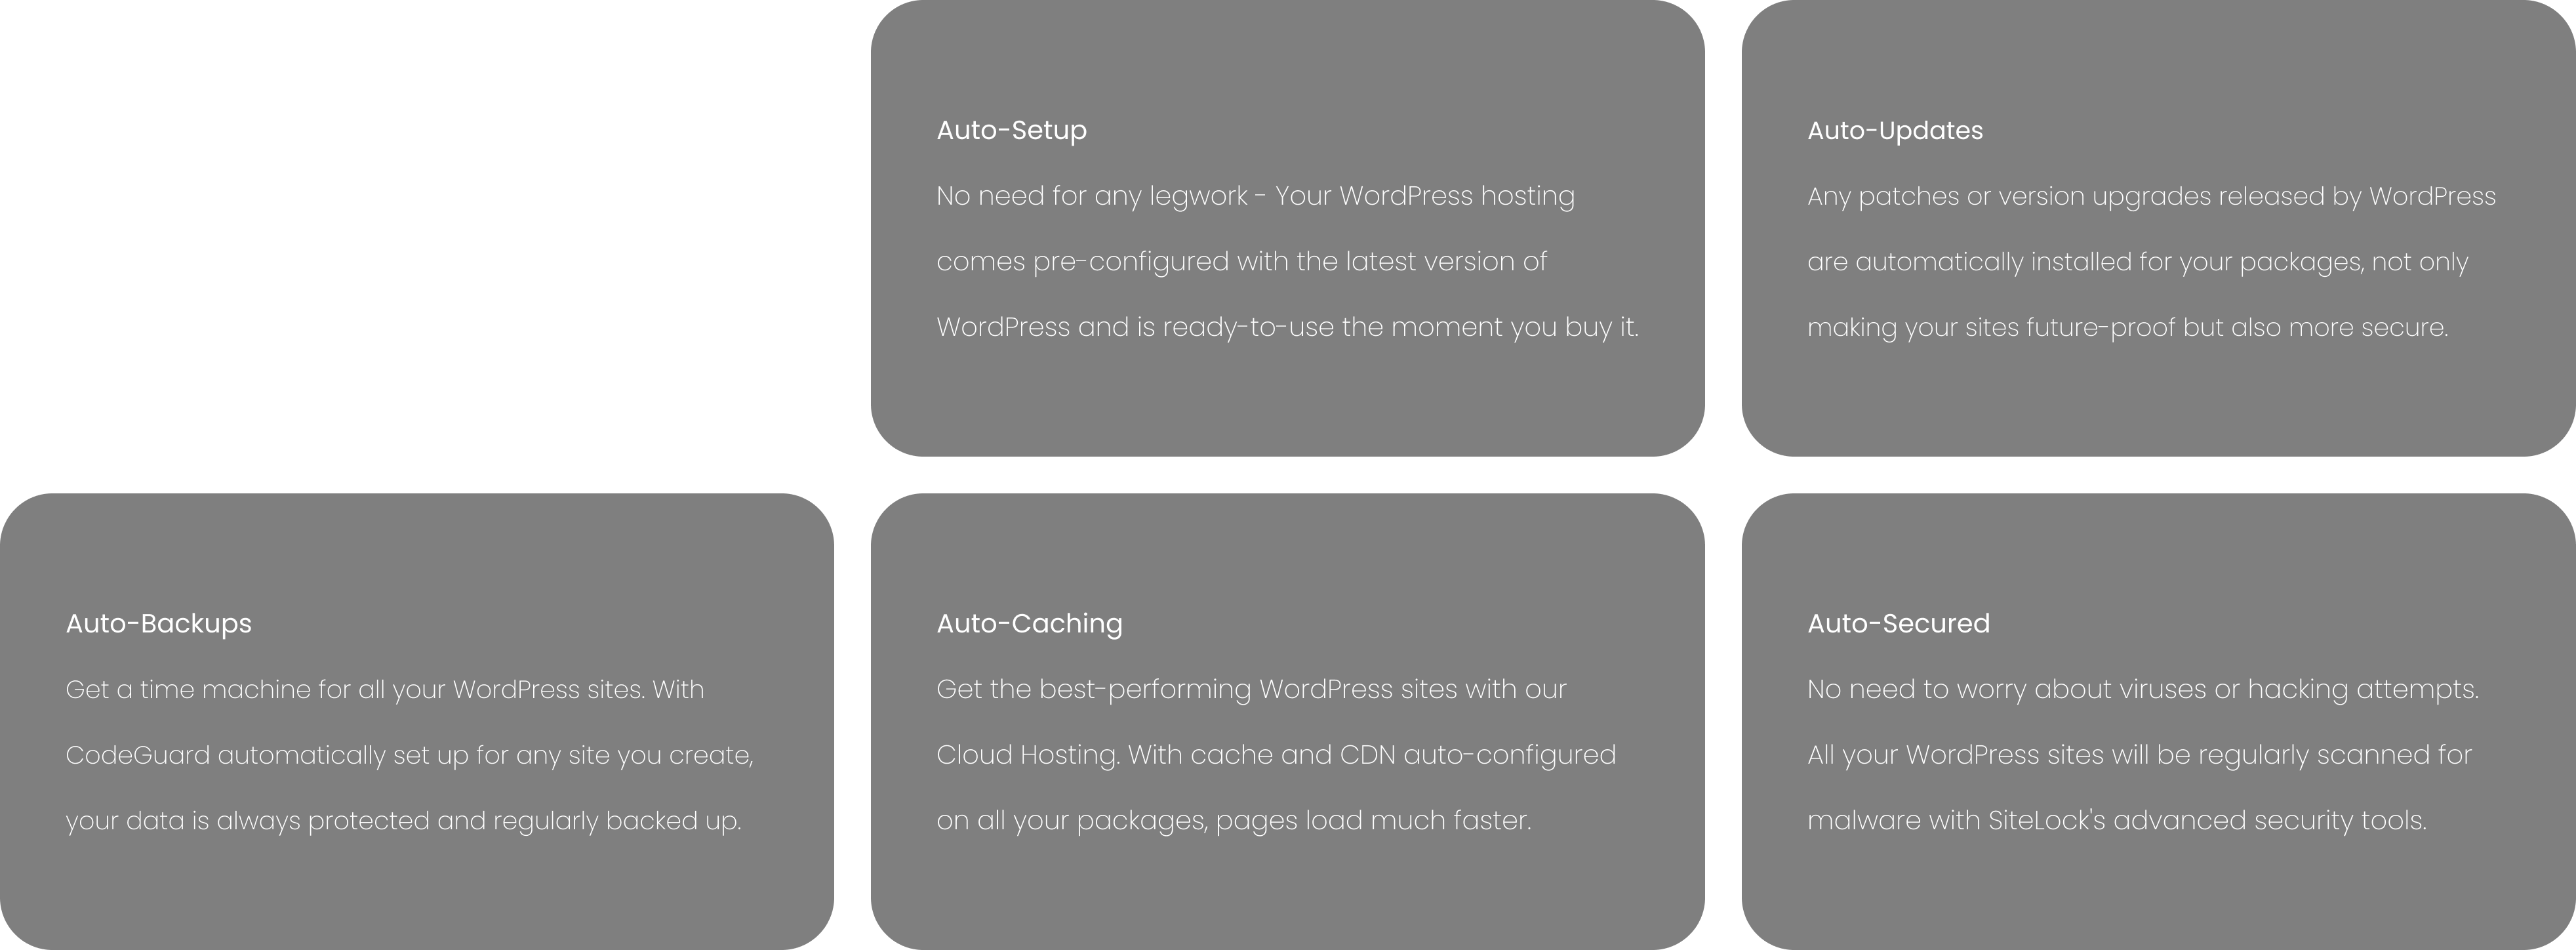 Auto-Setup
No need for any legwork - Your WordPress hosting
comes pre-configured with the latest version of
WordPress and is ready-to-use the moment you buy it.
Auto-Updates
Any patches or version upgrades released by WordPress
are automatically installed for your packages, not only
making your sites future-proof but also more secure.
Auto-Backups
Get a time machine for all your WordPress sites. With
CodeGuard automatically set up for any site you create,
your data is always protected and regularly backed up.
Auto-Caching
Get the best-performing WordPress sites with our
Cloud Hosting. With cache and CDN auto-configured
on all your packages, pages load much faster.
Auto-Secured
No need to worry about viruses or hacking attempts.
All your WordPress sites will be regularly scanned for
malware with SiteLock's advanced security tools.